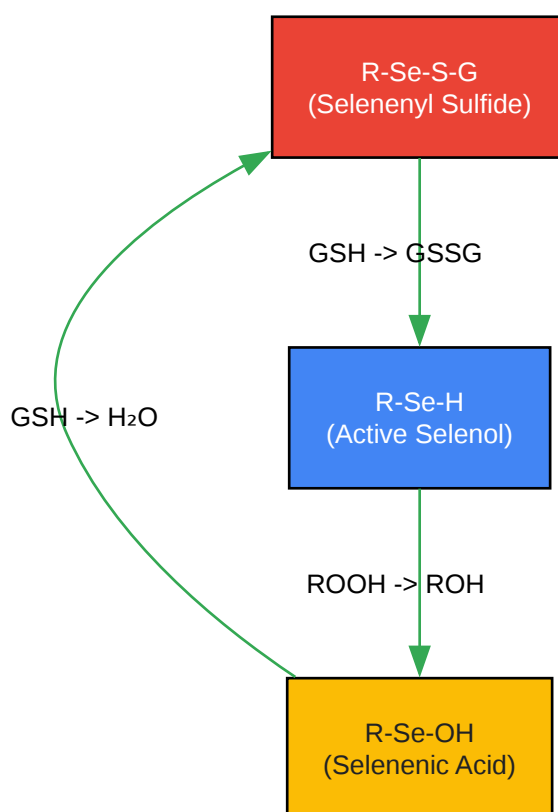 R-Se-S-G
(Selenenyl Sulfide)
GSH -> GSSG
R-Se-H
(Active Selenol)
GSH -> H₂O
ROOH -> ROH
R-Se-OH
(Selenenic Acid)